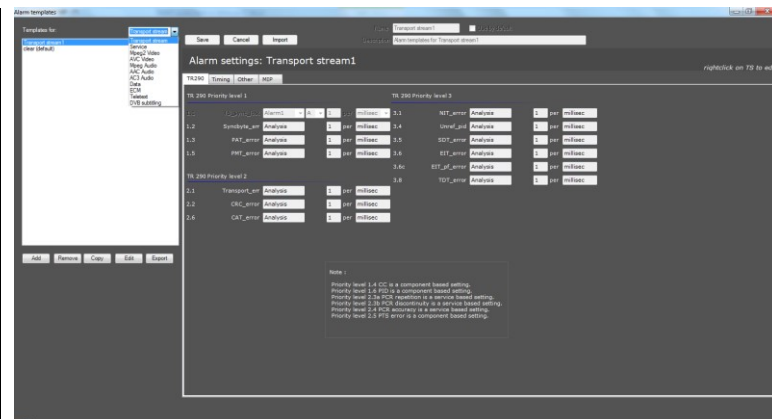 Alarm templates
Templates for:
Transport stream
Transport stream
Service
Mpeg2 Video
AVC Video
Mpeg Audio
AAC Audio
AC3 Audio
Data
ECM
Teletext
DVB subtitling
Transport stream1
clear (default)
Add Remove Copy Edit Export
Save Cancel Import
Transport stream1
Alarm templates for Transport stream1
Alarm settings: Transport stream1
rightclick on TS to ed
TR290 Timing Other MIP
TR 290 Priority level 1
Alarm1 A 1 per millisec
1.2 Syncbyte_err Analysis 1 per millisec
1.3 PAT_error Analysis 1 per millisec
1.5 PMT_error Analysis 1 per millisec
TR 290 Priority level 2
2.1 Transport_err Analysis 1 per millisec
2.2 CRC_error Analysis 1 per millisec
2.6 CAT_error Analysis 1 per millisec
TR 290 Priority level 3
3.1 NIT_error Analysis 1 per millisec
3.4 Unref_pid Analysis 1 per millisec
3.5 SDT_error Analysis 1 per millisec
3.6 EIT_error Analysis 1 per millisec
3.6c EIT_pf_error Analysis 1 per millisec
3.8 TDT_error Analysis 1 per millisec
Note :
Priority level 1.4 CC is a component based setting.
Priority level 1.6 PID is a component based setting.
Priority level 2.3a PCR repetition is a service based setting.
Priority level 2.3b PCR discontinuity is a service based setting.
Priority level 2.4 PCR accuracy is a service based setting.
Priority level 2.5 PTS error is a component based setting.